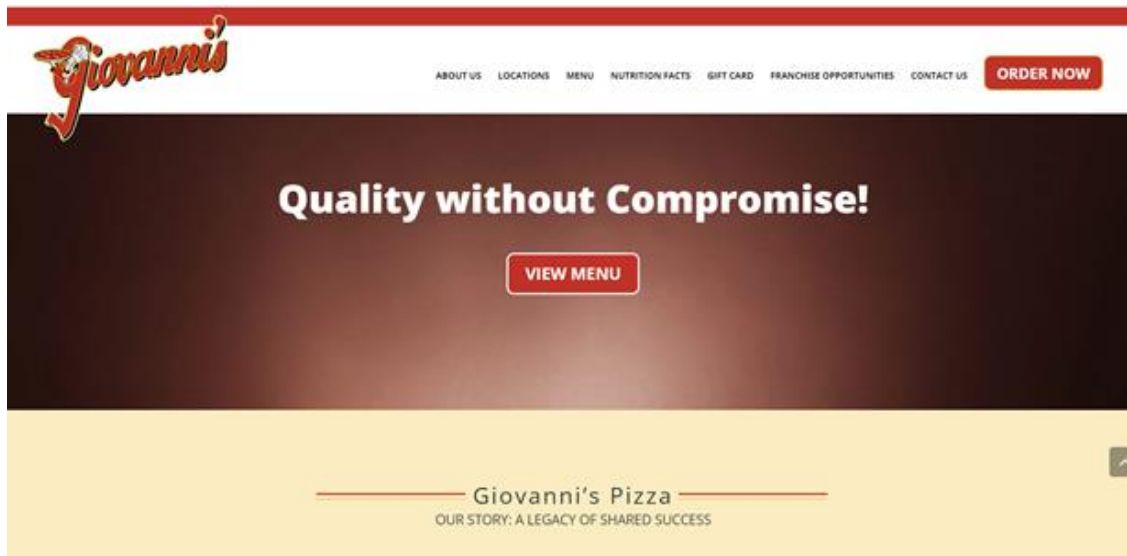 Giovanni's
ABOUT US LOCATIONS MENU NUTRITION FACTS GIFT CARD FRANCHISE OPPORTUNITIES CONTACT US ORDER NOW
Quality without Compromise!
VIEW MENU
Giovanni's Pizza
OUR STORY: A LEGACY OF SHARED SUCCESS